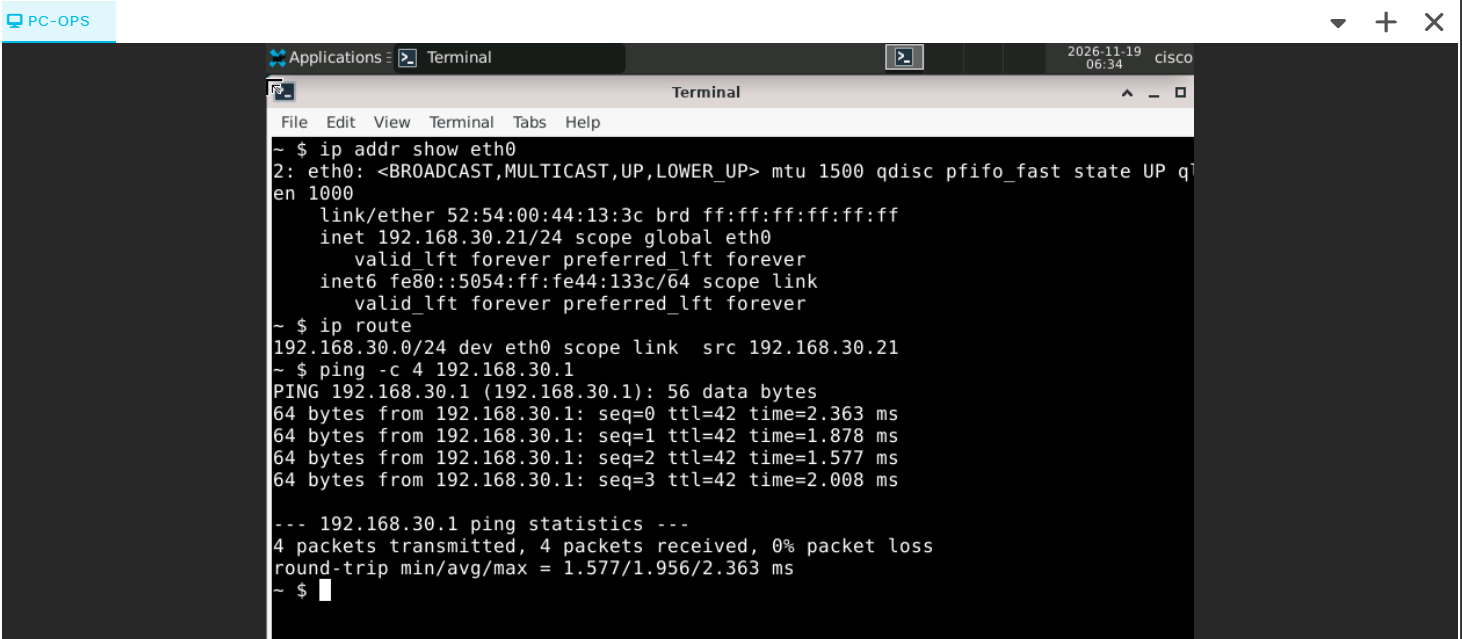 PC-OPS
Applications Terminal 2026-11-19 06:34 cisco
Terminal
File Edit View Terminal Tabs Help
~ $ ip addr show eth0
2: eth0: <BROADCAST,MULTICAST,UP,LOWER_UP> mtu 1500 qdisc pfifo_fast state UP ql
en 1000
    link/ether 52:54:00:44:13:3c brd ff:ff:ff:ff:ff:ff
    inet 192.168.30.21/24 scope global eth0
       valid_lft forever preferred_lft forever
    inet6 fe80::5054:ff:fe44:133c/64 scope link
       valid_lft forever preferred_lft forever
~ $ ip route
192.168.30.0/24 dev eth0 scope link  src 192.168.30.21
~ $ ping -c 4 192.168.30.1
PING 192.168.30.1 (192.168.30.1): 56 data bytes
64 bytes from 192.168.30.1: seq=0 ttl=42 time=2.363 ms
64 bytes from 192.168.30.1: seq=1 ttl=42 time=1.878 ms
64 bytes from 192.168.30.1: seq=2 ttl=42 time=1.577 ms
64 bytes from 192.168.30.1: seq=3 ttl=42 time=2.008 ms

--- 192.168.30.1 ping statistics ---
4 packets transmitted, 4 packets received, 0% packet loss
round-trip min/avg/max = 1.577/1.956/2.363 ms
~ $